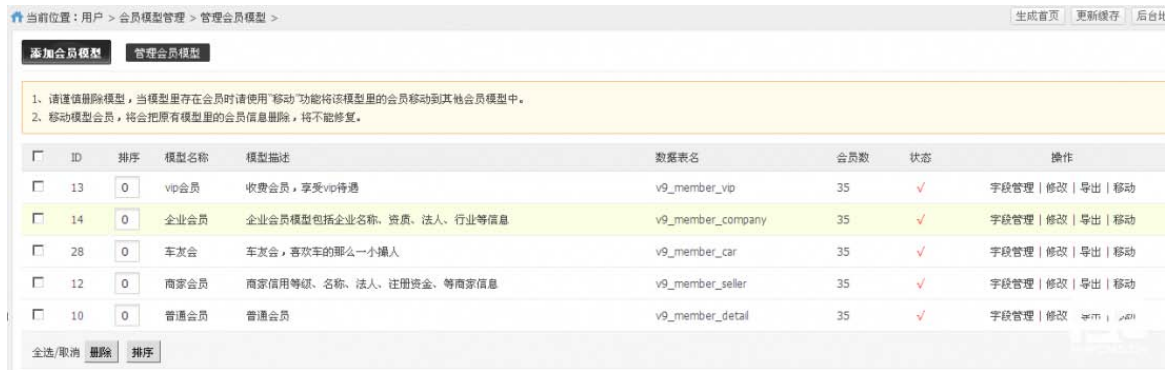 当前位置：用户 > 会员模型管理 > 管理会员模型 > 生成首页 更新缓存 后台地
添加会员模型 管理会员模型
1、请谨值删除模型，当模型里存在会员时请使用"移动"功能将该模型里的会员移动到其他会员模型中。
2、移动模型会员，将会把原有模型里的会员信息删除，将不能修复。
ID 排序 模型名称 模型描述 数据表名 会员数 状态 操作
13 0 vip会员 收费会员，享受vip待遇 v9_member_vip 35 √ 字段管理 | 修改 | 导出 | 移动
14 0 企业会员 企业会员模型包括企业名称、资质、法人、行业等信息 v9_member_company 35 √ 字段管理 | 修改 | 导出 | 移动
28 0 车友会 车友会，喜欢车的那么一小撮人 v9_member_car 35 √ 字段管理 | 修改 | 导出 | 移动
12 0 商家会员 商家信用等级、名称、法人、注册资金、等商家信息 v9_member_seller 35 √ 字段管理 | 修改 | 导出 | 移动
10 0 普通会员 普通会员 v9_member_detail 35 √ 字段管理 | 修改
全选/取消 删除 排序